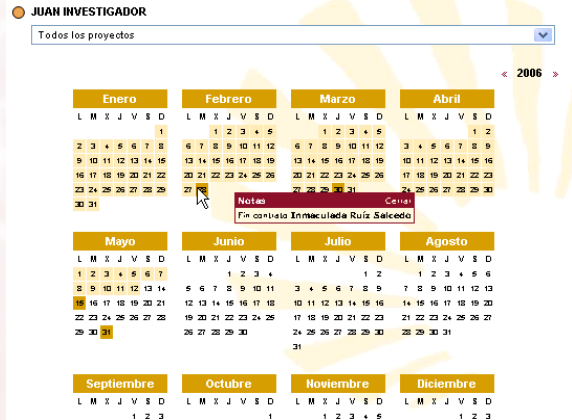 JUAN INVESTIGADOR
Todos los proyectos
« 2006 »
Enero Febrero Marzo Abril
L M X J V S D L M X J V S D L M X J V S D L M X J V S D
1 1 2 3 4 5 1 2 3 4 5 1 2
2 3 4 5 6 7 8 6 7 8 9 10 11 12 6 7 8 9 10 11 12 3 4 5 6 7 8 9
9 10 11 12 13 14 15 13 14 15 16 17 18 19 13 14 15 16 17 18 19 10 11 12 13 14 15 16
16 17 18 19 20 21 22 20 21 22 23 24 25 26 20 21 22 23 24 25 26 17 18 19 20 21 22 23
23 24 25 26 27 28 29 27 28 27 28 29 30 31 24 25 26 27 28 29 30
30 31
Notas Cerrar
Fin contrato Inmaculada Ruíz Salcedo
Mayo Junio Julio Agosto
L M X J V S D L M X J V S D L M X J V S D L M X J V S D
1 2 3 4 5 6 7 1 2 3 4 1 2 1 2 3 4 5 6
8 9 10 11 12 13 14 5 6 7 8 9 10 11 3 4 5 6 7 8 9 7 8 9 10 11 12 13
15 16 17 18 19 20 21 12 13 14 15 16 17 18 10 11 12 13 14 15 16 14 15 16 17 18 19 20
22 23 24 25 26 27 28 19 20 21 22 23 24 25 17 18 19 20 21 22 23 21 22 23 24 25 26 27
29 30 31 26 27 28 29 30 24 25 26 27 28 29 30 28 29 30 31
31
Septiembre Octubre Noviembre Diciembre
L M X J V S D L M X J V S D L M X J V S D L M X J V S D
1 2 3 1 1 2 3 4 5 1 2 3